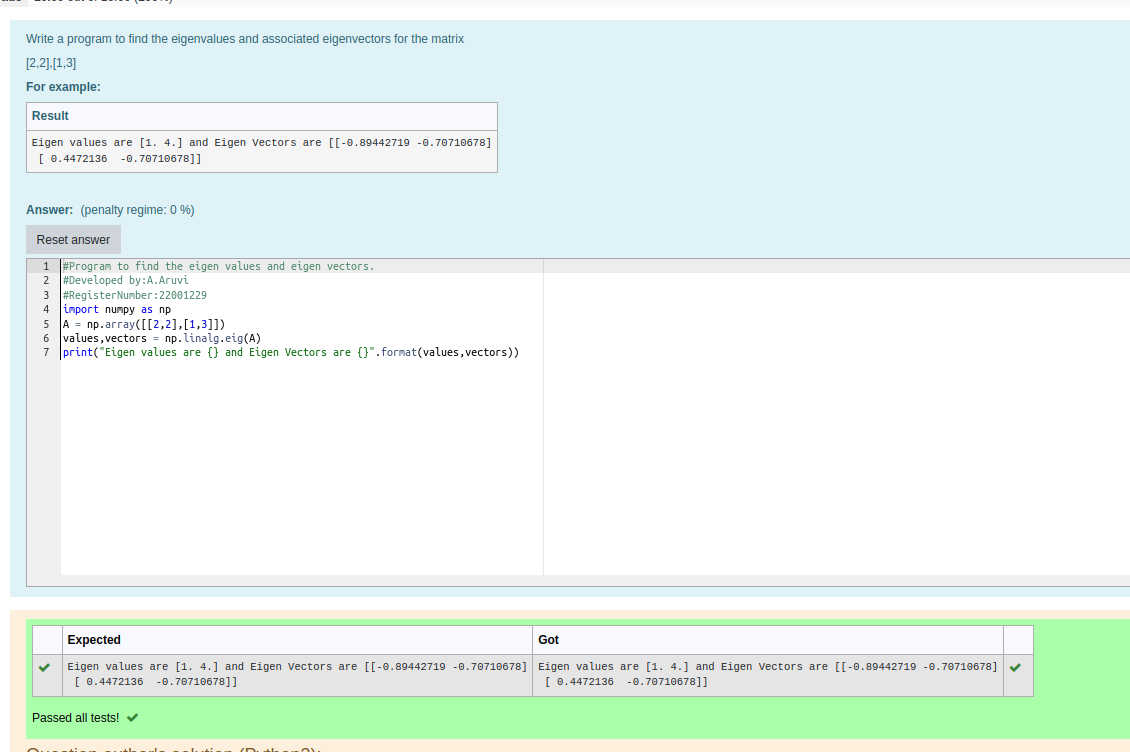 Write a program to find the eigenvalues and associated eigenvectors for the matrix
[2,2],[1,3]
For example:
Result
Eigen values are [1. 4.] and Eigen Vectors are [[-0.89442719 -0.70710678]
[ 0.4472136  -0.70710678]]
Answer: (penalty regime: 0 %)
Reset answer
1 #Program to find the eigen values and eigen vectors.
2 #Developed by:A.Aruvi
3 #RegisterNumber:22001229
4 import numpy as np
5 A = np.array([[2,2],[1,3]])
6 values,vectors = np.linalg.eig(A)
7 print("Eigen values are {} and Eigen Vectors are {}".format(values,vectors))
Expected Got
Eigen values are [1. 4.] and Eigen Vectors are [[-0.89442719 -0.70710678] Eigen values are [1. 4.] and Eigen Vectors are [[-0.89442719 -0.70710678]
[ 0.4472136  -0.70710678]] [ 0.4472136  -0.70710678]]
Passed all tests!